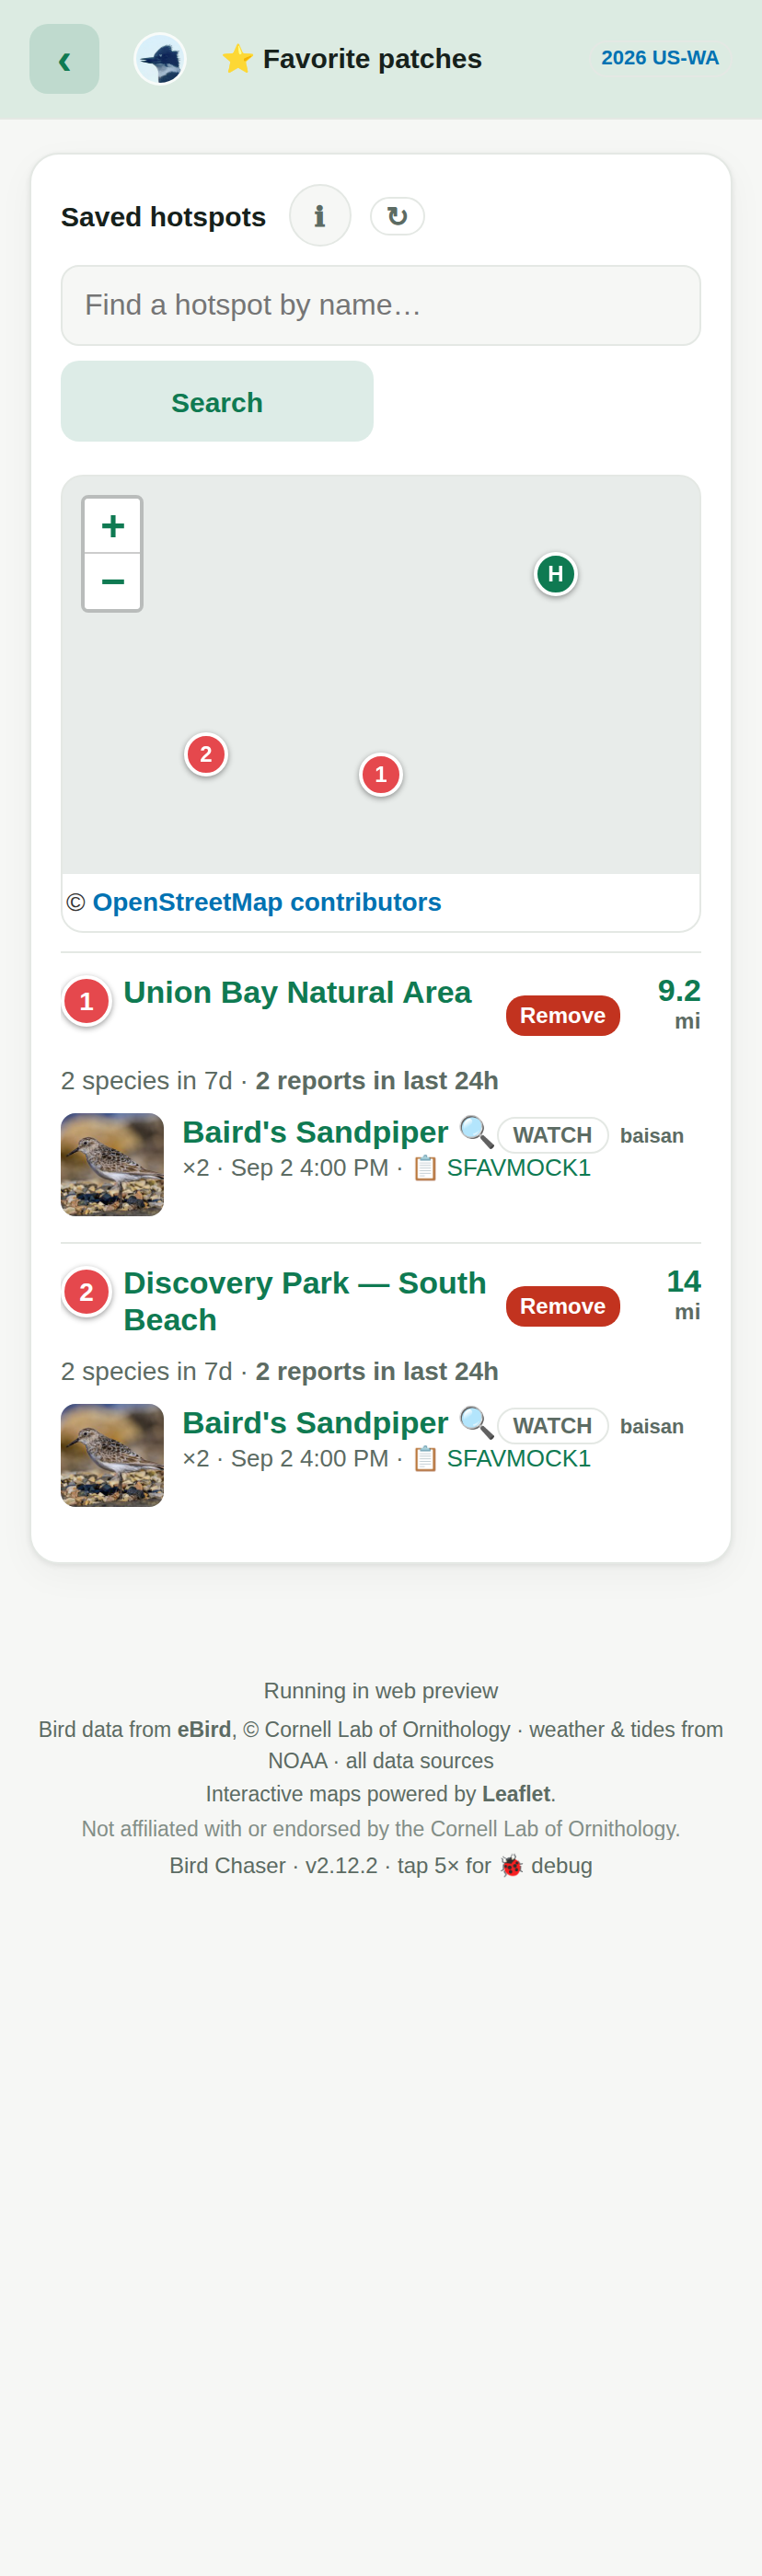 ‹ ⭐ Favorite patches 2026 US-WA
Saved hotspots ℹ ↻
Find a hotspot by name…
Search
+
−
H
2
1
© OpenStreetMap contributors
1 Union Bay Natural Area Remove 9.2 mi
2 species in 7d · 2 reports in last 24h
Baird's Sandpiper 🔍 WATCH baisan
×2 · Sep 2 4:00 PM · 📋 SFAVMOCK1
2 Discovery Park — South Remove 14 mi
Beach
2 species in 7d · 2 reports in last 24h
Baird's Sandpiper 🔍 WATCH baisan
×2 · Sep 2 4:00 PM · 📋 SFAVMOCK1
Running in web preview
Bird data from eBird, © Cornell Lab of Ornithology · weather & tides from
NOAA · all data sources
Interactive maps powered by Leaflet.
Not affiliated with or endorsed by the Cornell Lab of Ornithology.
Bird Chaser · v2.12.2 · tap 5× for 🐞 debug